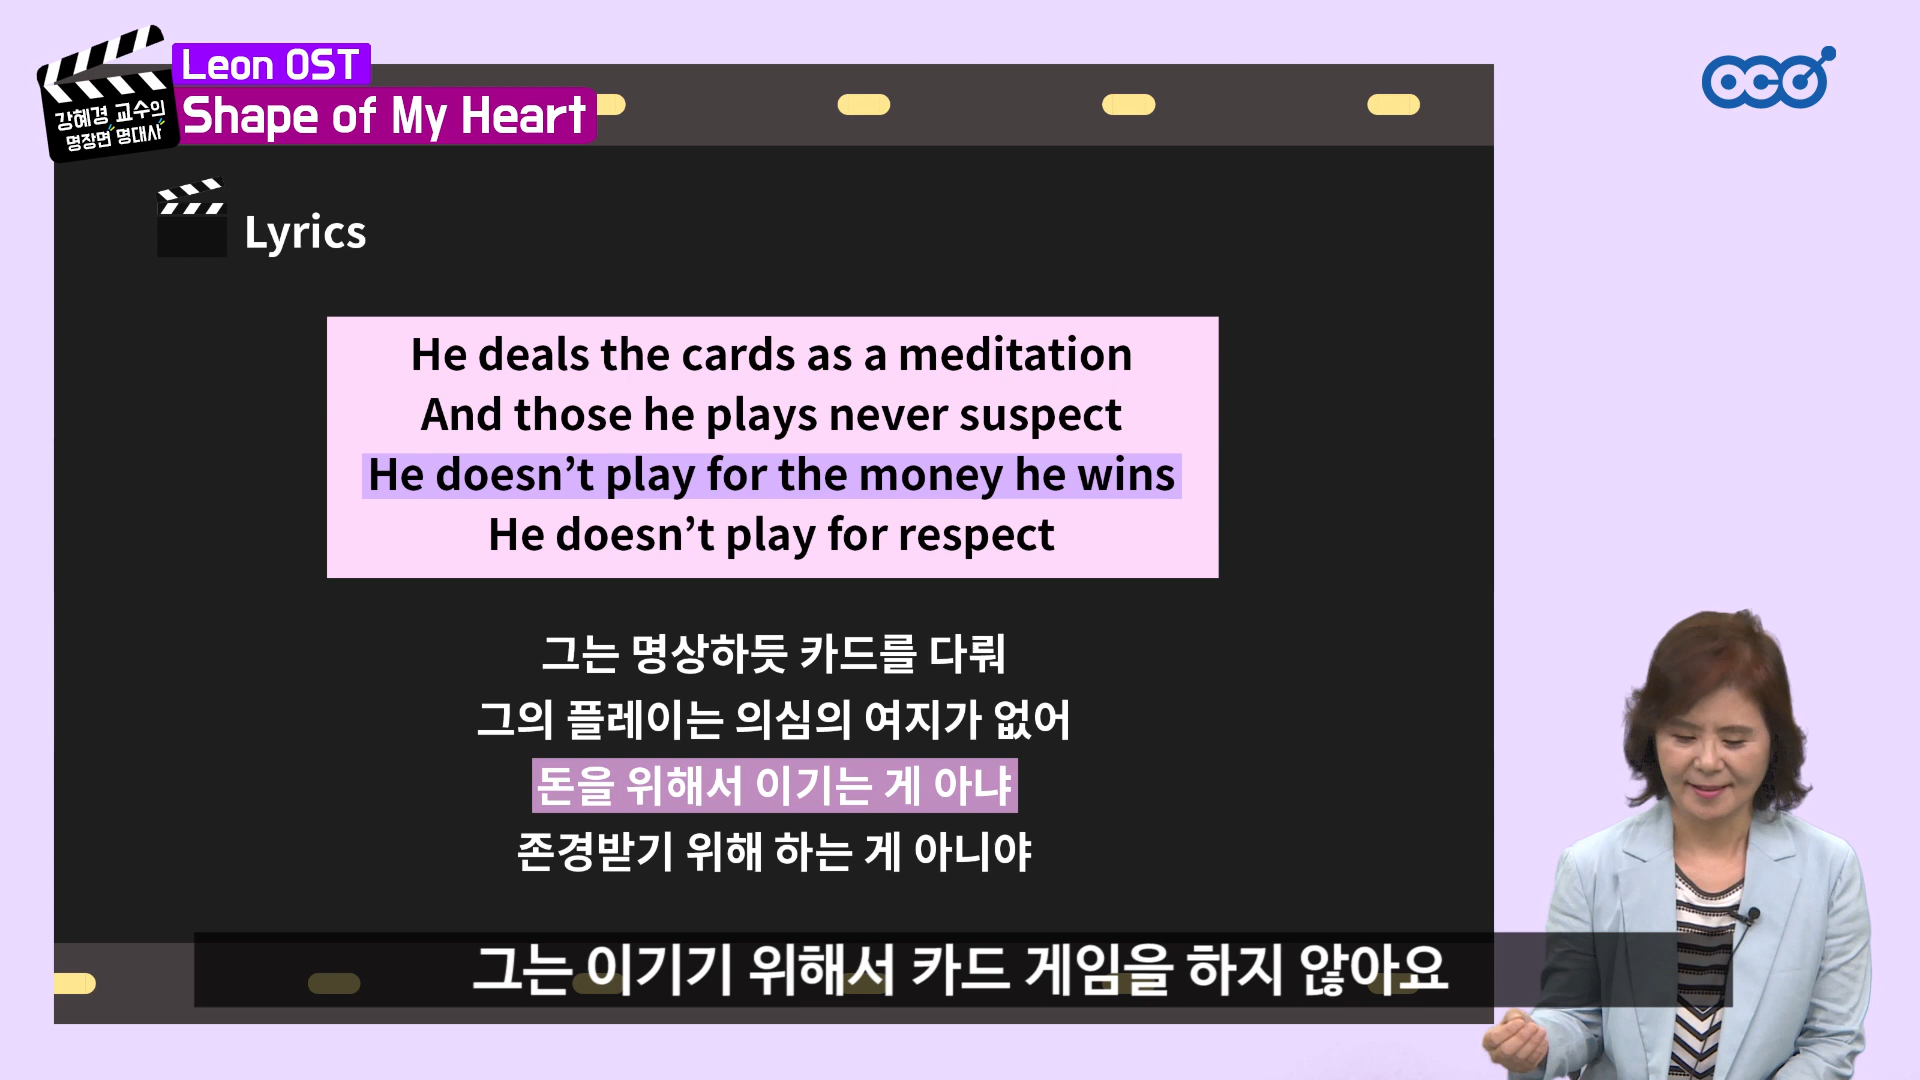 Leon OST
Shape of My Heart
강혜경 교수의
명장면 명대사
oco
Lyrics
He deals the cards as a meditation
And those he plays never suspect
He doesn’t play for the money he wins
He doesn’t play for respect
그는 명상하듯 카드를 다뤄
그의 플레이는 의심의 여지가 없어
돈을 위해서 이기는 게 아냐
존경받기 위해 하는 게 아니야
그는 이기기 위해서 카드 게임을 하지 않아요